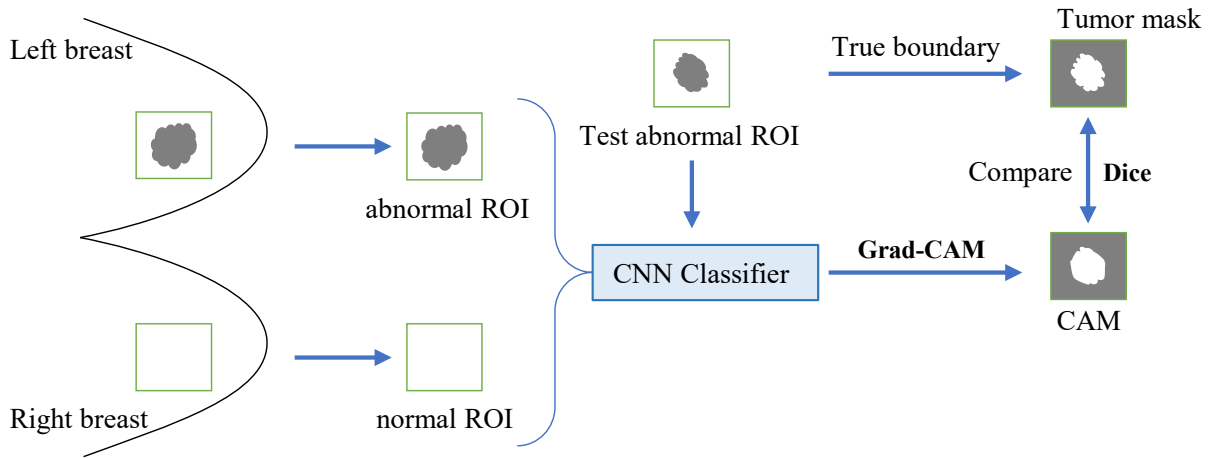 Left breast
abnormal ROI
Right breast
normal ROI
Test abnormal ROI
CNN Classifier
True boundary
Tumor mask
Compare
Dice
Grad-CAM
CAM